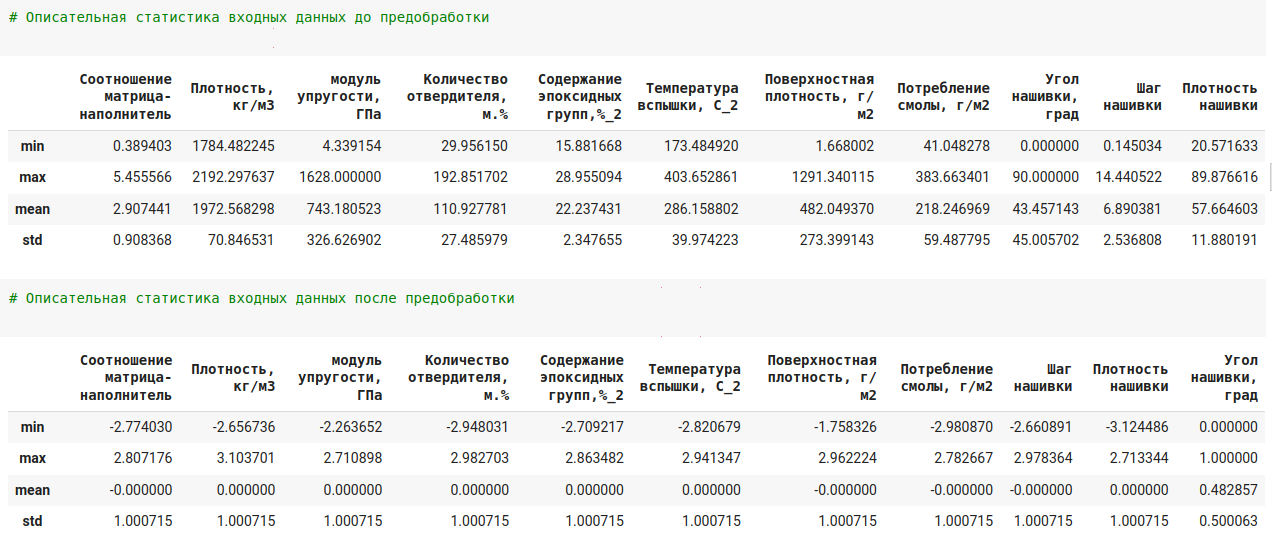 # Описательная статистика входных данных до предобработки
Соотношение матрица-наполнитель Плотность, кг/м3 модуль упругости, ГПа Количество отвердителя, м.% Содержание эпоксидных групп,%_2 Температура вспышки, С_2 Поверхностная плотность, г/м2 Потребление смолы, г/м2 Угол нашивки, град Шаг нашивки Плотность нашивки
min 0.389403 1784.482245 4.339154 29.956150 15.881668 173.484920 1.668002 41.048278 0.000000 0.145034 20.571633
max 5.455566 2192.297637 1628.000000 192.851702 28.955094 403.652861 1291.340115 383.663401 90.000000 14.440522 89.876616
mean 2.907441 1972.568298 743.180523 110.927781 22.237431 286.158802 482.049370 218.246969 43.457143 6.890381 57.664603
std 0.908368 70.846531 326.626902 27.485979 2.347655 39.974223 273.399143 59.487795 45.005702 2.536808 11.880191
# Описательная статистика входных данных после предобработки
Соотношение матрица-наполнитель Плотность, кг/м3 модуль упругости, ГПа Количество отвердителя, м.% Содержание эпоксидных групп,%_2 Температура вспышки, С_2 Поверхностная плотность, г/м2 Потребление смолы, г/м2 Шаг нашивки Плотность нашивки Угол нашивки, град
min -2.774030 -2.656736 -2.263652 -2.948031 -2.709217 -2.820679 -1.758326 -2.980870 -2.660891 -3.124486 0.000000
max 2.807176 3.103701 2.710898 2.982703 2.863482 2.941347 2.962224 2.782667 2.978364 2.713344 1.000000
mean -0.000000 0.000000 0.000000 0.000000 0.000000 0.000000 -0.000000 -0.000000 -0.000000 0.000000 0.482857
std 1.000715 1.000715 1.000715 1.000715 1.000715 1.000715 1.000715 1.000715 1.000715 1.000715 0.500063